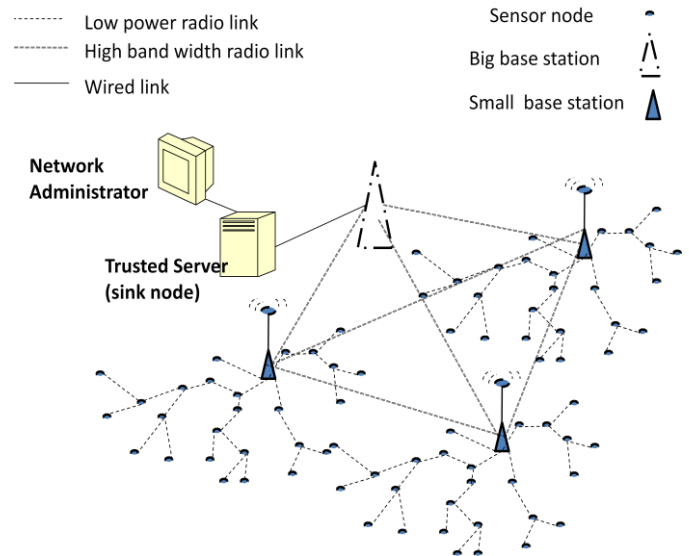 Low power radio link
High band width radio link
Wired link
Sensor node
Big base station
Small base station
Network
Administrator
Trusted Server
(sink node)